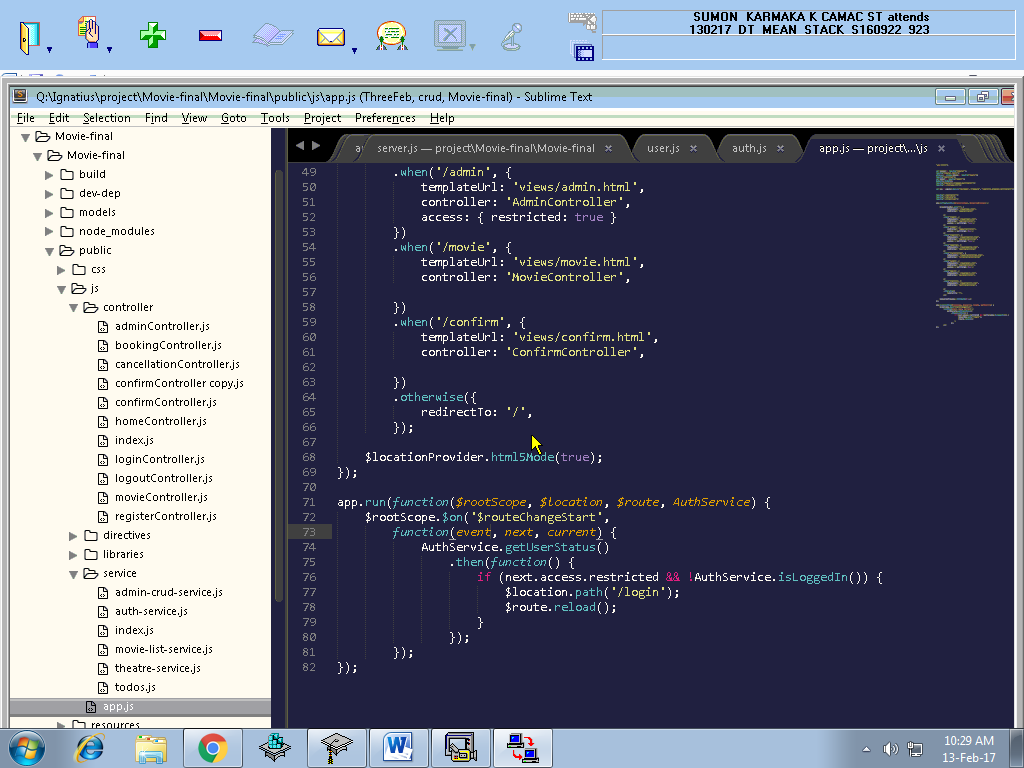 SUMON KARMAKA K CAMAC ST attends
130217_DT_MEAN_STACK_S160922_923
Q:\Ignatius\project\Movie-final\Movie-final\public\js\app.js (ThreeFeb, crud, Movie-final) - Sublime Text
File Edit Selection Find View Goto Tools Project Preferences Help
Movie-final
Movie-final
build
dev-dep
models
node_modules
public
css
js
controller
adminController.js
bookingController.js
cancellationController.js
confirmController copy.js
confirmController.js
homeController.js
index.js
loginController.js
logoutController.js
movieController.js
registerController.js
directives
libraries
service
admin-crud-service.js
auth-service.js
index.js
movie-list-service.js
theatre-service.js
todos.js
app.js
resources
server.js — project\Movie-final\Movie-final × user.js × auth.js × app.js — project\...\js ×
49 .when('/admin', {
50 templateUrl: 'views/admin.html',
51 controller: 'AdminController',
52 access: { restricted: true }
53 })
54 .when('/movie', {
55 templateUrl: 'views/movie.html',
56 controller: 'MovieController',
57
58 })
59 .when('/confirm', {
60 templateUrl: 'views/confirm.html',
61 controller: 'ConfirmController',
62
63 })
64 .otherwise({
65 redirectTo: '/',
66 });
67
68 $locationProvider.html5Mode(true);
69 });
70
71 app.run(function($rootScope, $location, $route, AuthService) {
72 $rootScope.$on('$routeChangeStart',
73 function(event, next, current) {
74 AuthService.getUserStatus()
75 .then(function() {
76 if (next.access.restricted && !AuthService.isLoggedIn()) {
77 $location.path('/login');
78 $route.reload();
79 }
80 });
81 });
82 });
10:29 AM
13-Feb-17